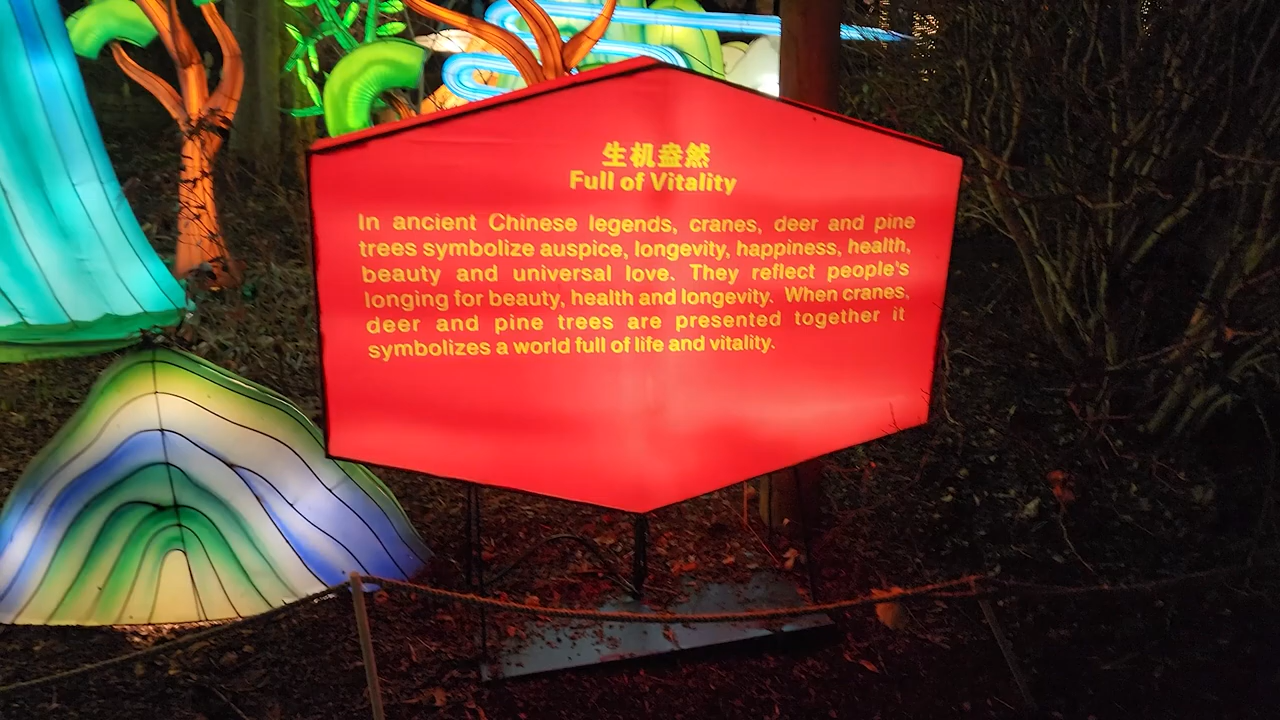 生机盎然
Full of Vitality
In ancient Chinese legends, cranes, deer and pine
trees symbolize auspice, longevity, happiness, health,
beauty and universal love. They reflect people's
longing for beauty, health and longevity. When cranes,
deer and pine trees are presented together it
symbolizes a world full of life and vitality.